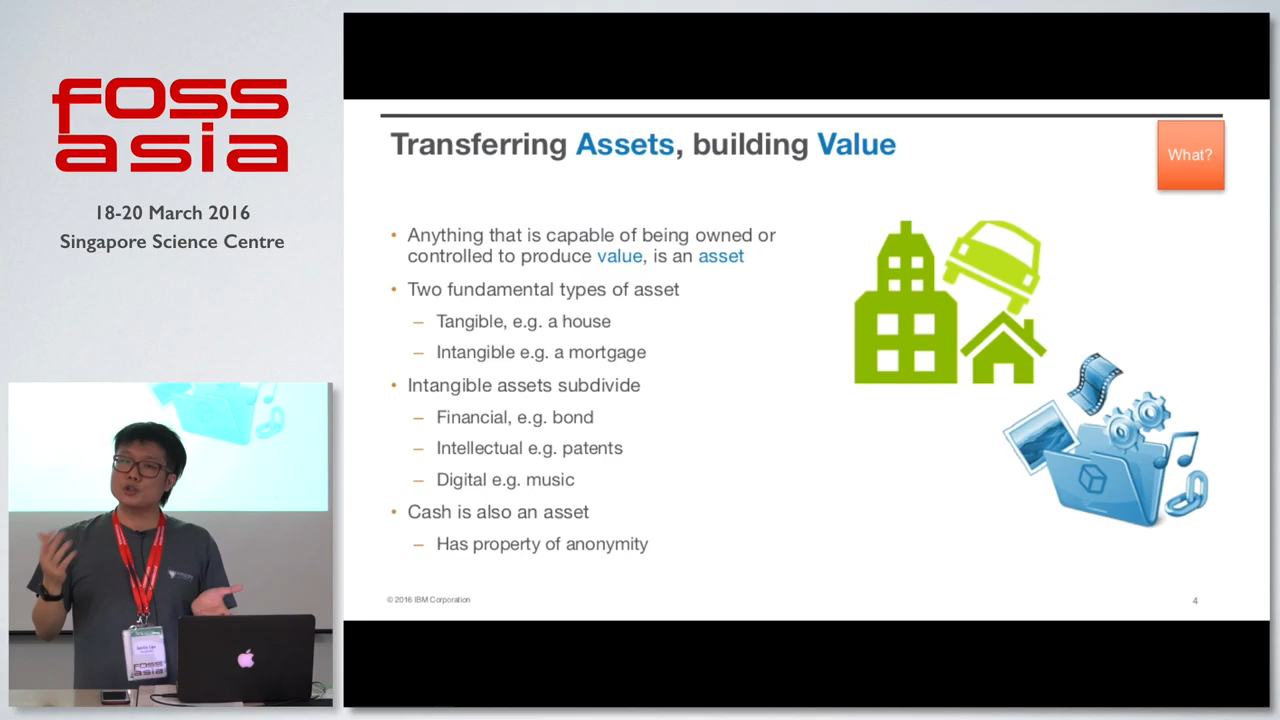 foss
asia
18-20 March 2016
Singapore Science Centre
Transferring Assets, building Value
What?
• Anything that is capable of being owned or
controlled to produce value, is an asset
• Two fundamental types of asset
– Tangible, e.g. a house
– Intangible e.g. a mortgage
• Intangible assets subdivide
– Financial, e.g. bond
– Intellectual e.g. patents
– Digital e.g. music
• Cash is also an asset
– Has property of anonymity
© 2016 IBM Corporation
4
foss
asia